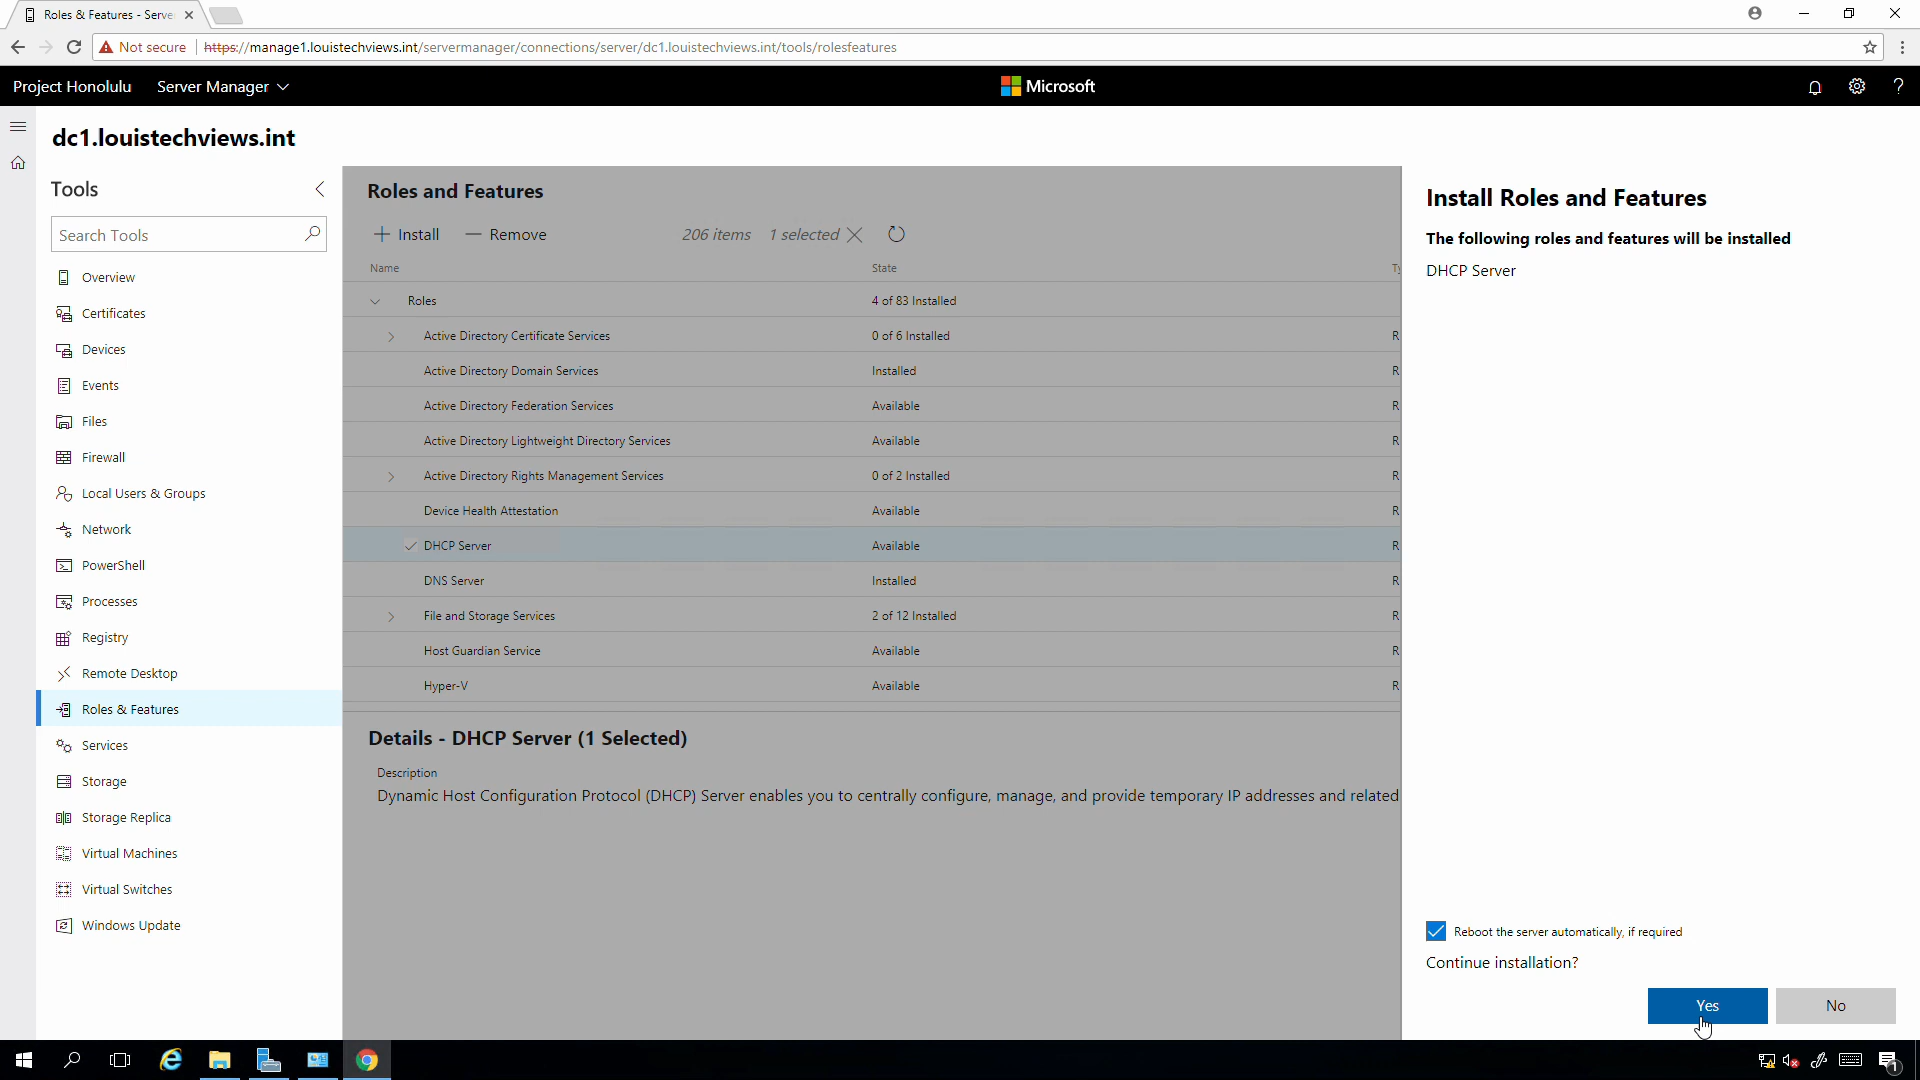 Roles & Features - Serve
Not secure
https://manage1.louistechviews.int/servermanager/connections/server/dc1.louistechviews.int/tools/rolesfeatures
Project Honolulu
Server Manager
Microsoft
?
dc1.louistechviews.int
Tools
Search Tools
Overview
Certificates
Devices
Events
Files
Firewall
Local Users & Groups
Network
PowerShell
Processes
Registry
Remote Desktop
Roles & Features
Services
Storage
Storage Replica
Virtual Machines
Virtual Switches
Windows Update
Roles and Features
Install
Remove
206 items
1 selected
Name State Ty
Roles 4 of 83 Installed
Active Directory Certificate Services 0 of 6 Installed R
Active Directory Domain Services Installed R
Active Directory Federation Services Available R
Active Directory Lightweight Directory Services Available R
Active Directory Rights Management Services 0 of 2 Installed R
Device Health Attestation Available R
DHCP Server Available R
DNS Server Installed R
File and Storage Services 2 of 12 Installed R
Host Guardian Service Available R
Hyper-V Available R
Details - DHCP Server (1 Selected)
Description
Dynamic Host Configuration Protocol (DHCP) Server enables you to centrally configure, manage, and provide temporary IP addresses and related
Install Roles and Features
The following roles and features will be installed
DHCP Server
Reboot the server automatically, if required
Continue installation?
Yes
No
1